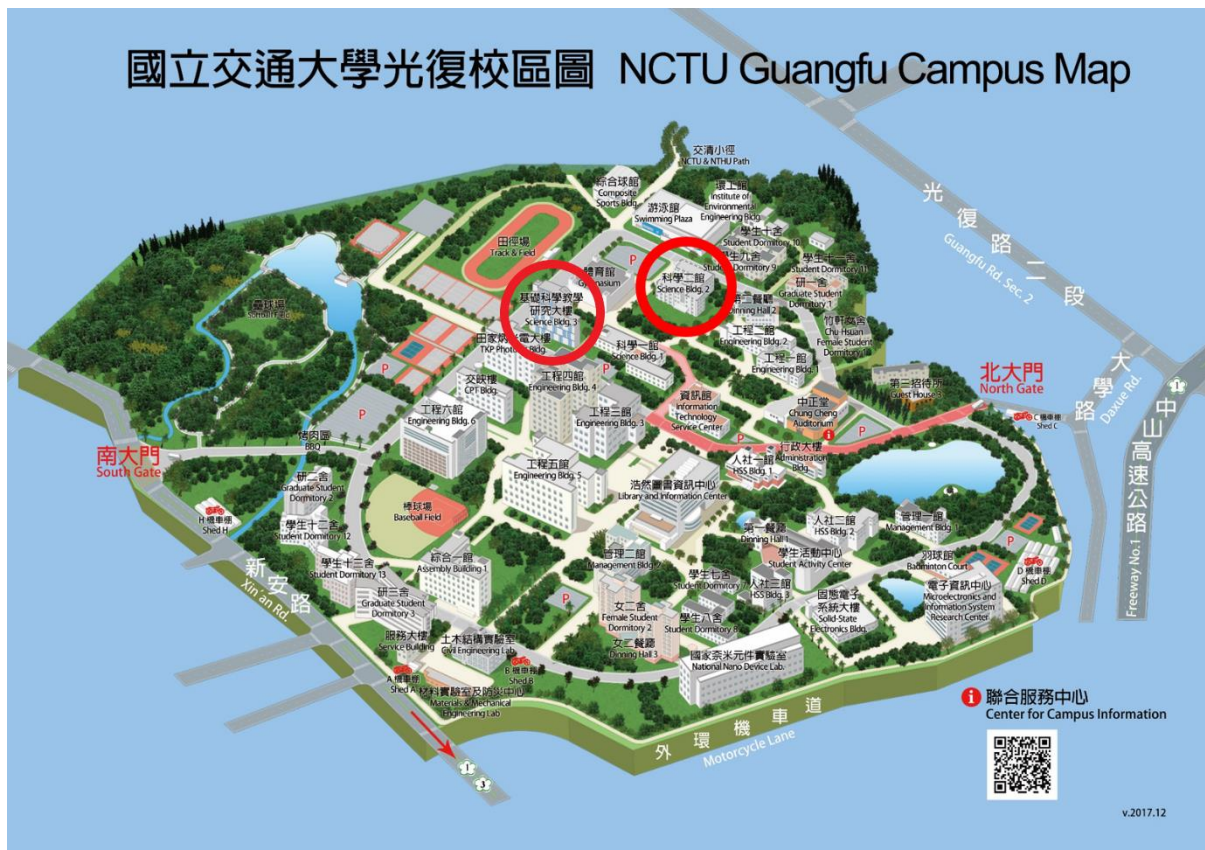 國立交通大學光復校區圖 NCTU Guangfu Campus Map
交清小徑
NCTU & NTHU Path
光復路二段
Guangfu Rd. Sec. 2
綜合球館
Composite
Sports Bldg.
環工館
Institute of
Environmental
Engineering Bldg.
游泳館
Swimming Plaza
學生十舍
Student Dormitory 10
田徑場
Track & Field
學生九舍
Student Dormitory 9
學生十一舍
Student Dormitory 11
P
體育館
Gymnasium
科學二館
Science Bldg. 2
研一舍
Graduate Student
Dormitory 1
基礎科學教學
研究大樓
Science Bldg. 3
第二餐廳
Dinning Hall 2
竹軒女舍
Chu Hsuan
Female Student
Dormitory
壘球場
Softball Field
田家炳光電大樓
TKP Photonics Bldg.
科學一館
Science Bldg. 1
工程二館
Engineering Bldg. 2
工程一館
Engineering Bldg. 1
大學路
Daxue Rd.
中山高速公路
Freeway No.1
1
P
P
交映樓
CPT Bldg.
工程四館
Engineering Bldg. 4
資訊館
Information
Technology
Service Center
中正堂
Chung Cheng
Auditorium
第三招待所
Guest House 3
北大門
North Gate
C 機車棚
Shed C
P
工程六館
Engineering Bldg. 6
工程三館
Engineering Bldg. 3
P
i
P
行政大樓
Administration
Bldg.
烤肉區
BBQ
南大門
South Gate
人社一館
HSS Bldg. 1
工程五館
Engineering Bldg. 5
浩然圖書資訊中心
Library and Information Center
研二舍
Graduate Student
Dormitory 2
棒球場
Baseball Field
H 機車棚
Shed H
學生十二舍
Student Dormitory 12
第一餐廳
Dinning Hall 1
人社二館
HSS Bldg. 2
管理一館
Management Bldg. 1
P
新安路
Xin'an Rd.
學生十三舍
Student Dormitory 13
綜合一館
Assembly Building 1
管理二館
Management Bldg. 2
學生活動中心
Student Activity Center
羽球館
Badminton Court
D 機車棚
Shed D
研三舍
Graduate Student
Dormitory 3
P
學生七舍
Student Dormitory 7
人社三館
HSS Bldg. 3
固態電子
系統大樓
Solid-State
Electronics Bldg.
電子資訊中心
Microelectronics and
Information System
Research Center
女二舍
Female Student
Dormitory 2
學生八舍
Student Dormitory 8
服務大樓
Service Building
土木結構實驗室
Civil Engineering Lab.
女二餐廳
Dinning Hall 3
國家奈米元件實驗室
National Nano Device Lab.
A 機車棚
Shed A
B 機車棚
Shed B
材料實驗室及防災中心
Materials & Mechanical
Engineering Lab
外環機車道
Motorcycle Lane
i 聯合服務中心
Center for Campus Information
1
3
v.2017.12